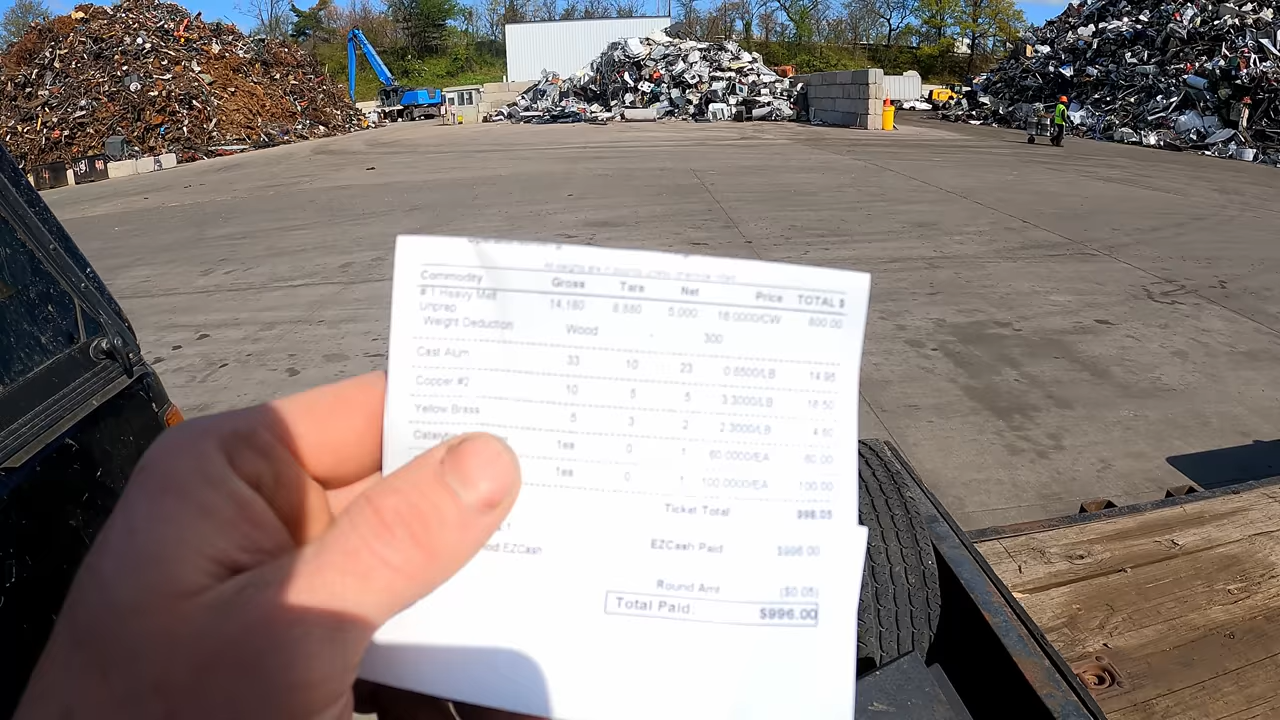 Commodity Gross Tare Net Price TOTAL $
#1 Heavy Melt Unprep 14,180 8,880 5,000 16.0000/CW 800.00
Weight Deduction Wood 300
Cast Alum 33 10 23 0.6500/LB 14.95
Copper #2 10 5 5 3.3000/LB 16.50
Yellow Brass 5 3 2 2.3000/LB 4.60
1ea 0 1 60.0000/EA 60.00
1ea 0 1 100.0000/EA 100.00
Ticket Total $996.05
EZCash EZCash Paid $996.00
Round Amt ($0.05)
Total Paid: $996.00